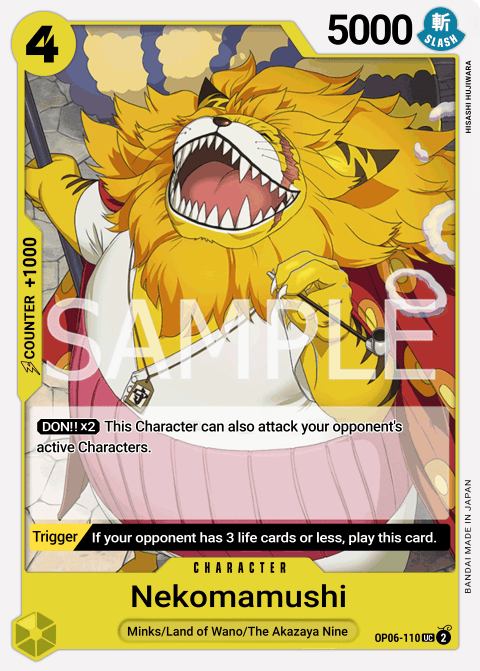 4
5000
斬
SLASH
HISASHI HUJIWARA
COUNTER +1000
SAMPLE
DON!!×2 This Character can also attack your opponent's
active Characters.
Trigger If your opponent has 3 life cards or less, play this card.
CHARACTER
Nekomamushi
Minks/Land of Wano/The Akazaya Nine
OP06-110 UC 2
BANDAI MADE IN JAPAN